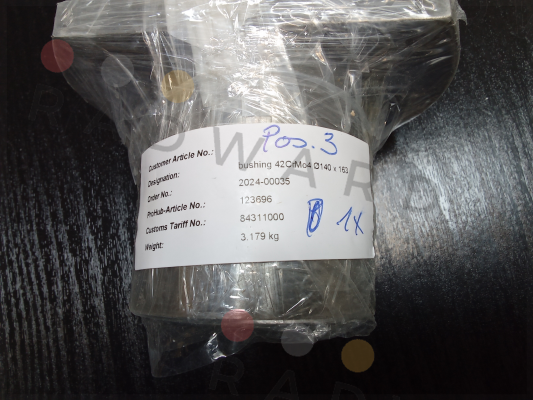 Pos. 3
Customer Article No.:
Designation: bushing 42CrMo4 Ø140 x 163
Order No.: 2024-00035
ProHub-Article No.: 123696
Customs Tariff No.: 84311000
Weight: 3.179 kg
1x